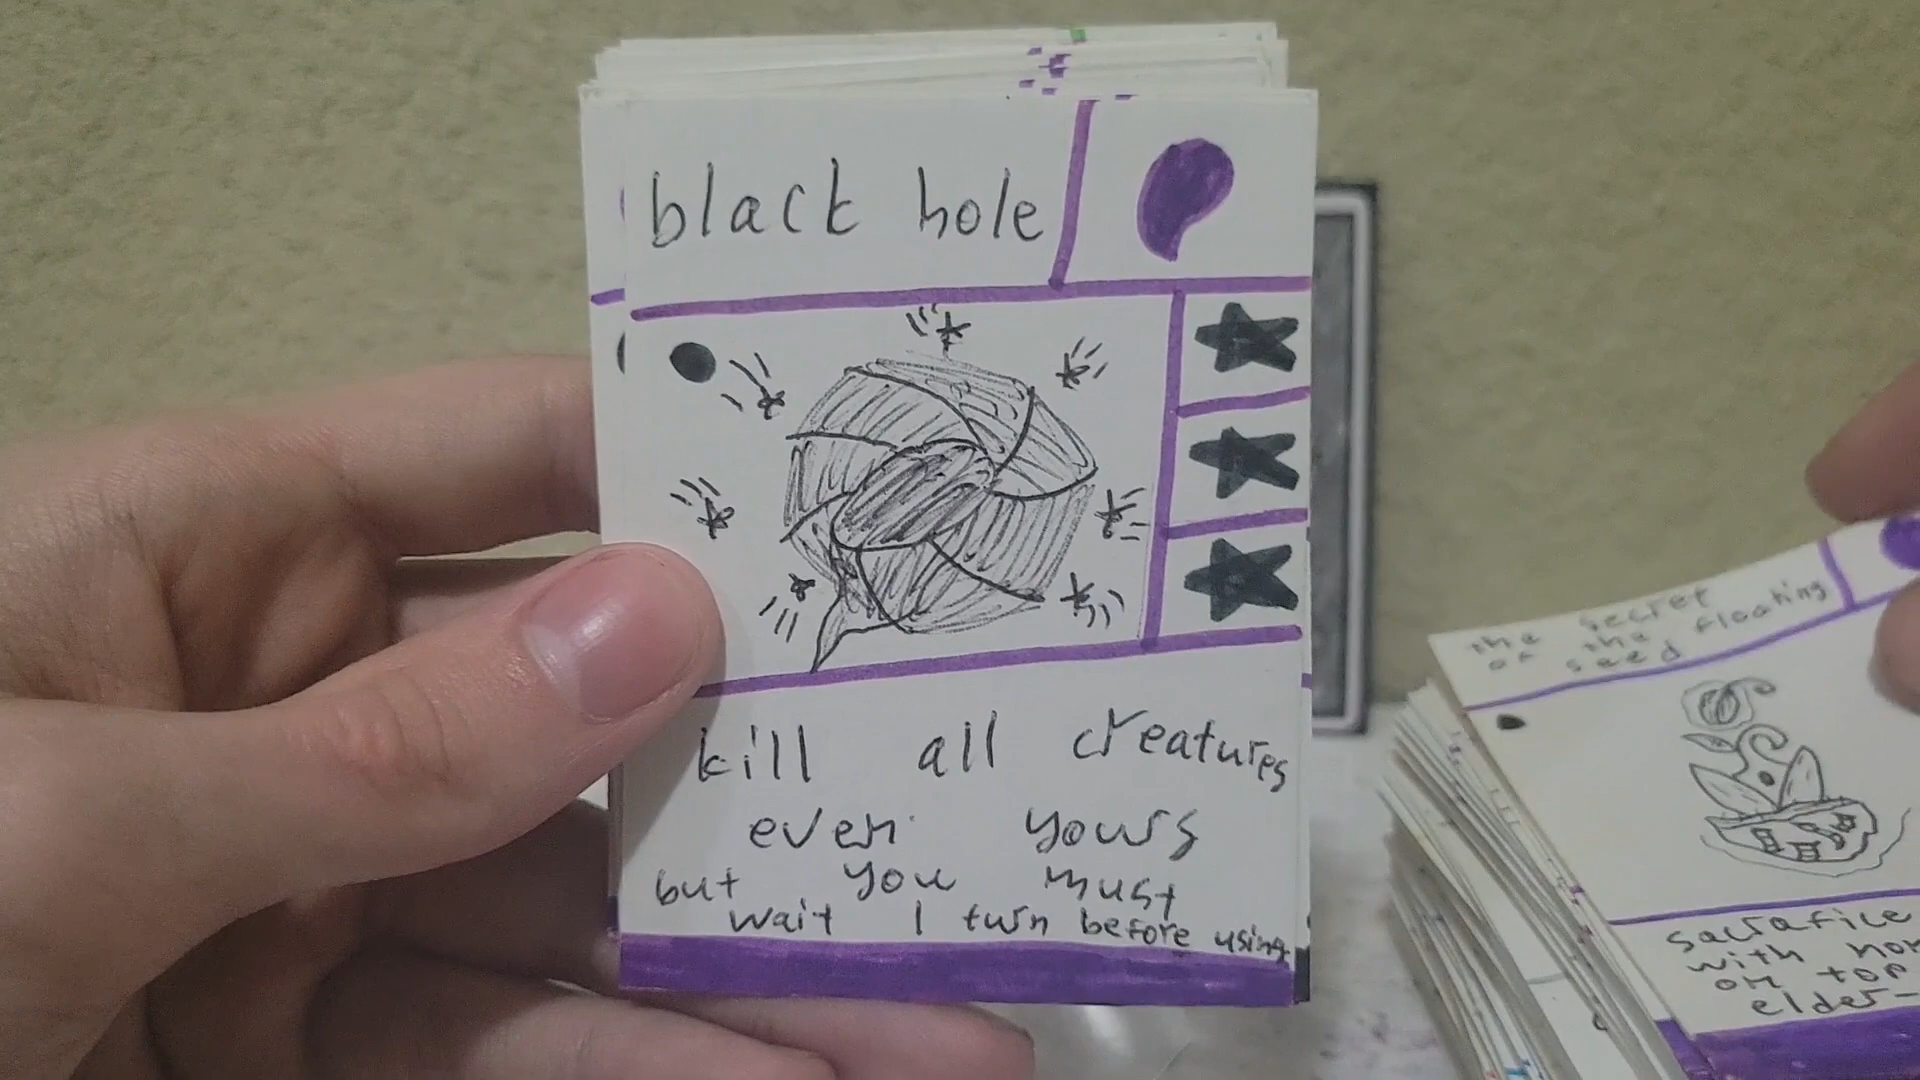 black hole
kill all creatures
even yours
but you must
wait 1 turn before using
the secret
of the
seed floating
sacrafice
with
on top
elder-